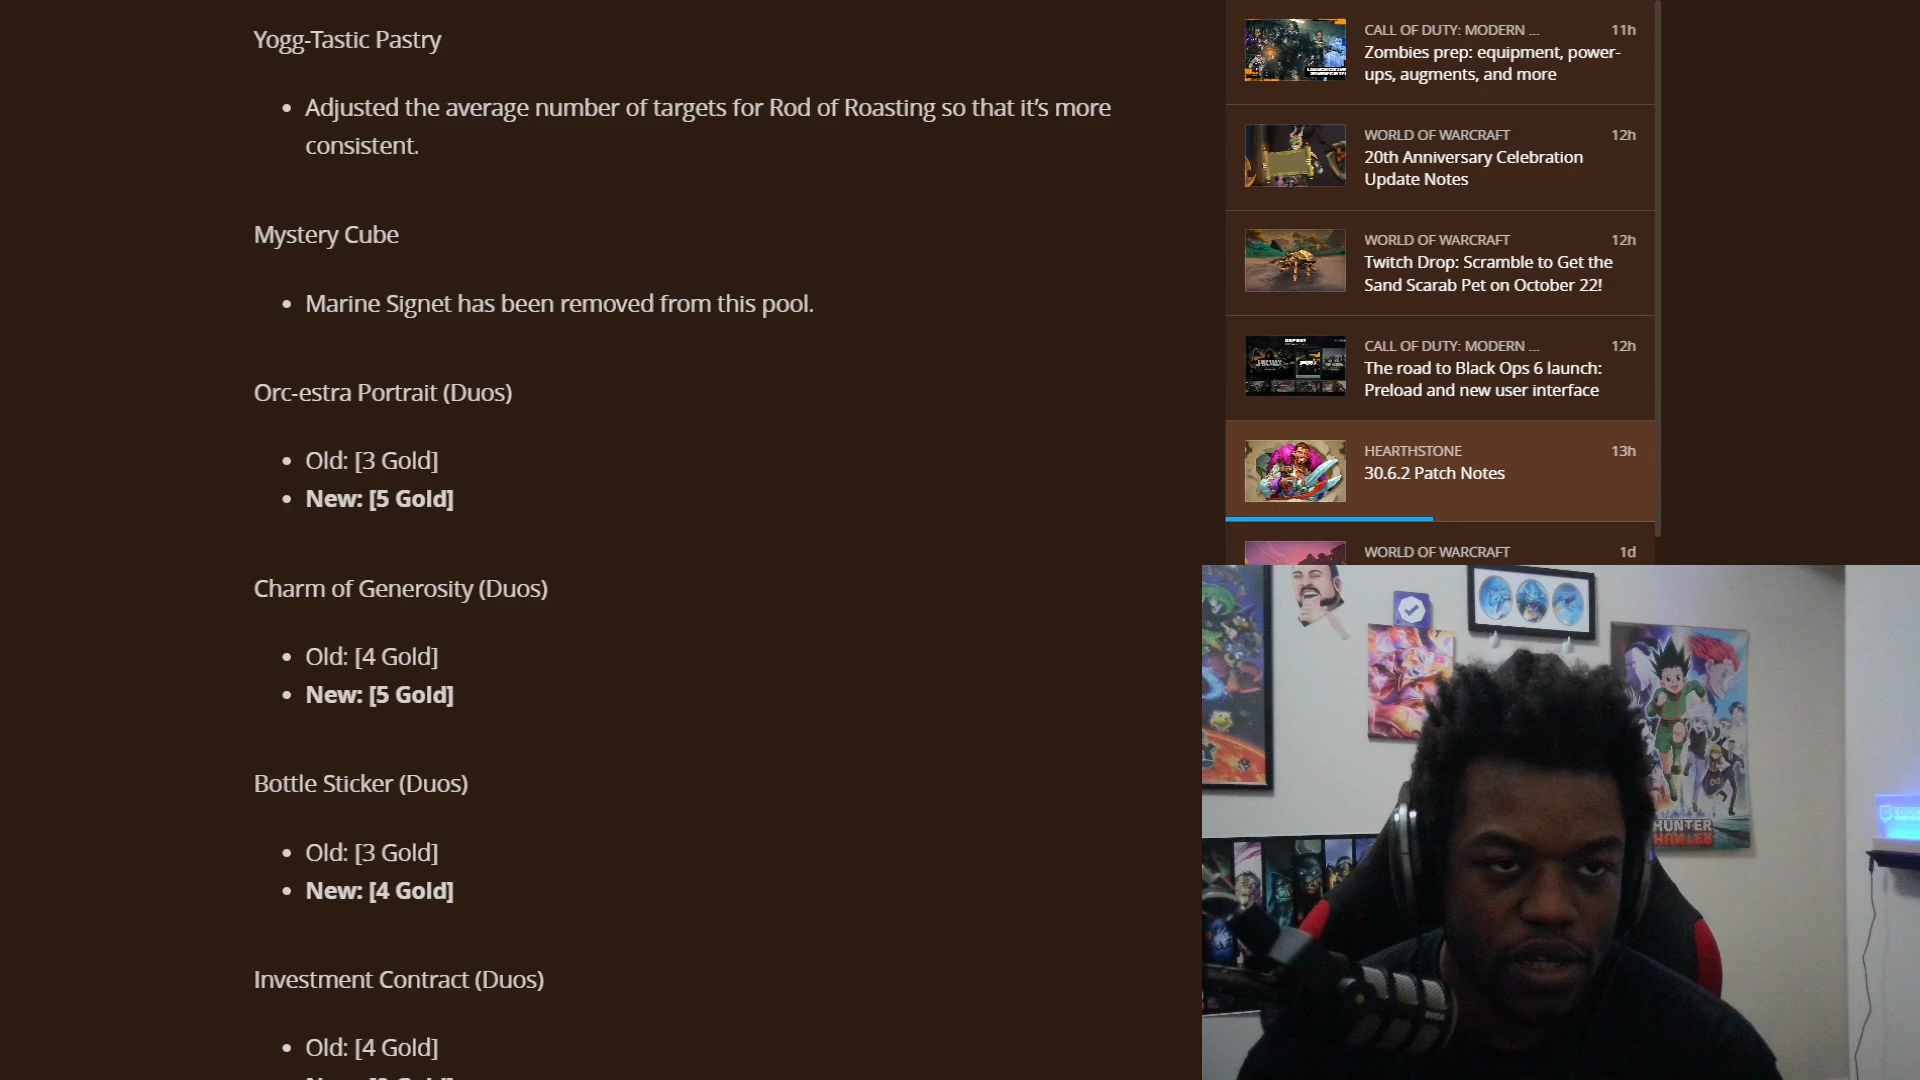 Yogg-Tastic Pastry
• Adjusted the average number of targets for Rod of Roasting so that it's more
consistent.
Mystery Cube
• Marine Signet has been removed from this pool.
Orc-estra Portrait (Duos)
• Old: [3 Gold]
• New: [5 Gold]
Charm of Generosity (Duos)
• Old: [4 Gold]
• New: [5 Gold]
Bottle Sticker (Duos)
• Old: [3 Gold]
• New: [4 Gold]
Investment Contract (Duos)
• Old: [4 Gold]
CALL OF DUTY: MODERN ... 11h
Zombies prep: equipment, power-
ups, augments, and more
WORLD OF WARCRAFT 12h
20th Anniversary Celebration
Update Notes
WORLD OF WARCRAFT 12h
Twitch Drop: Scramble to Get the
Sand Scarab Pet on October 22!
CALL OF DUTY: MODERN ... 12h
The road to Black Ops 6 launch:
Preload and new user interface
HEARTHSTONE 13h
30.6.2 Patch Notes
WORLD OF WARCRAFT 1d
HUNTER
HUNTER